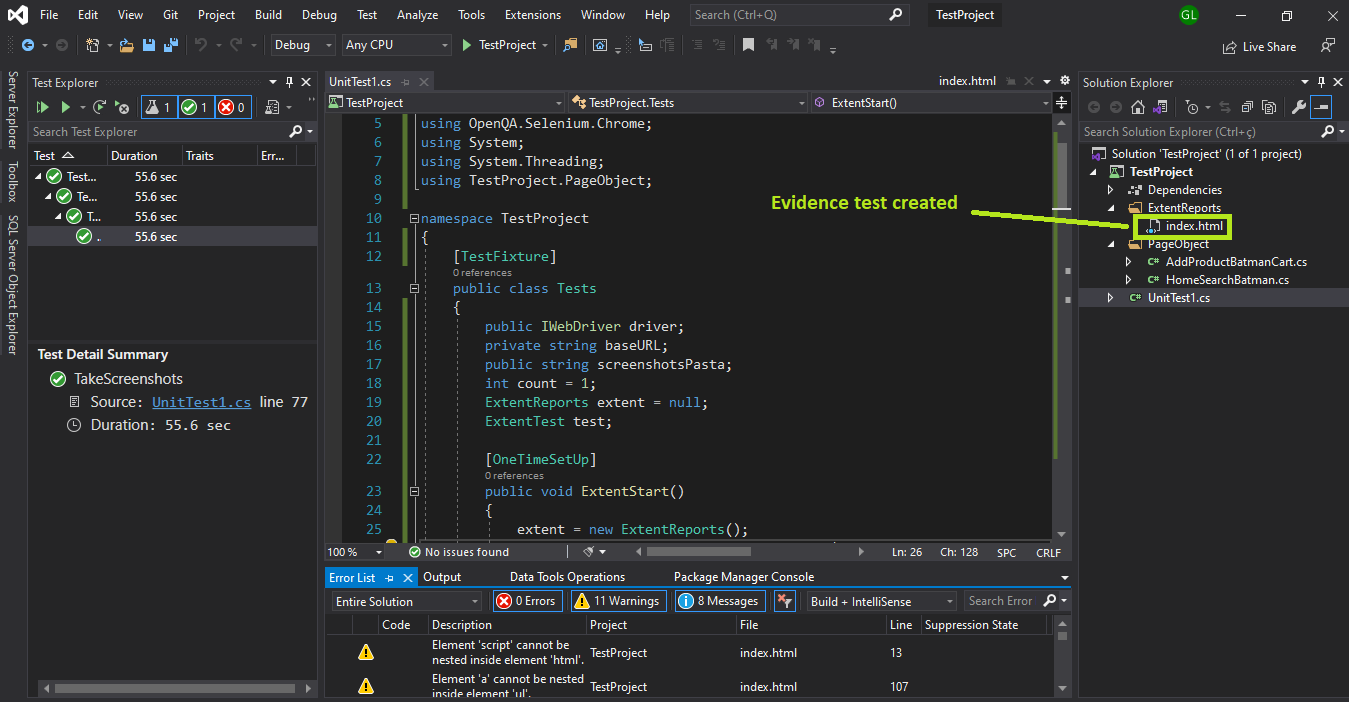 File Edit View Git Project Build Debug Test Analyze Tools Extensions Window Help Search (Ctrl+Q) TestProject GL
Debug Any CPU TestProject Live Share
Server Explorer
Toolbox
SQL Server Object Explorer
Test Explorer
1 1 0
Search Test Explorer
Test Duration Traits Err...
Test... 55.6 sec
Te... 55.6 sec
T... 55.6 sec
. 55.6 sec
Test Detail Summary
TakeScreenshots
Source: UnitTest1.cs line 77
Duration: 55.6 sec
UnitTest1.cs index.html
TestProject TestProject.Tests ExtentStart()
5 using OpenQA.Selenium.Chrome;
6 using System;
7 using System.Threading;
8 using TestProject.PageObject;
9
10 namespace TestProject
11 {
12 [TestFixture]
0 references
13 public class Tests
14 {
15 public IWebDriver driver;
16 private string baseURL;
17 public string screenshotsPasta;
18 int count = 1;
19 ExtentReports extent = null;
20 ExtentTest test;
21
22 [OneTimeSetUp]
0 references
23 public void ExtentStart()
24 {
25 extent = new ExtentReports();
Evidence test created
100 % No issues found Ln: 26 Ch: 128 SPC CRLF
Error List Output Data Tools Operations Package Manager Console
Entire Solution 0 Errors 11 Warnings 8 Messages Build + IntelliSense Search Error
Code Description Project File Line Suppression State
Element 'script' cannot be
nested inside element 'html'. TestProject index.html 13
Element 'a' cannot be nested
inside element 'ul'. TestProject index.html 107
Solution Explorer
Search Solution Explorer (Ctrl+ç)
Solution 'TestProject' (1 of 1 project)
TestProject
Dependencies
ExtentReports
index.html
PageObject
C# AddProductBatmanCart.cs
C# HomeSearchBatman.cs
C# UnitTest1.cs